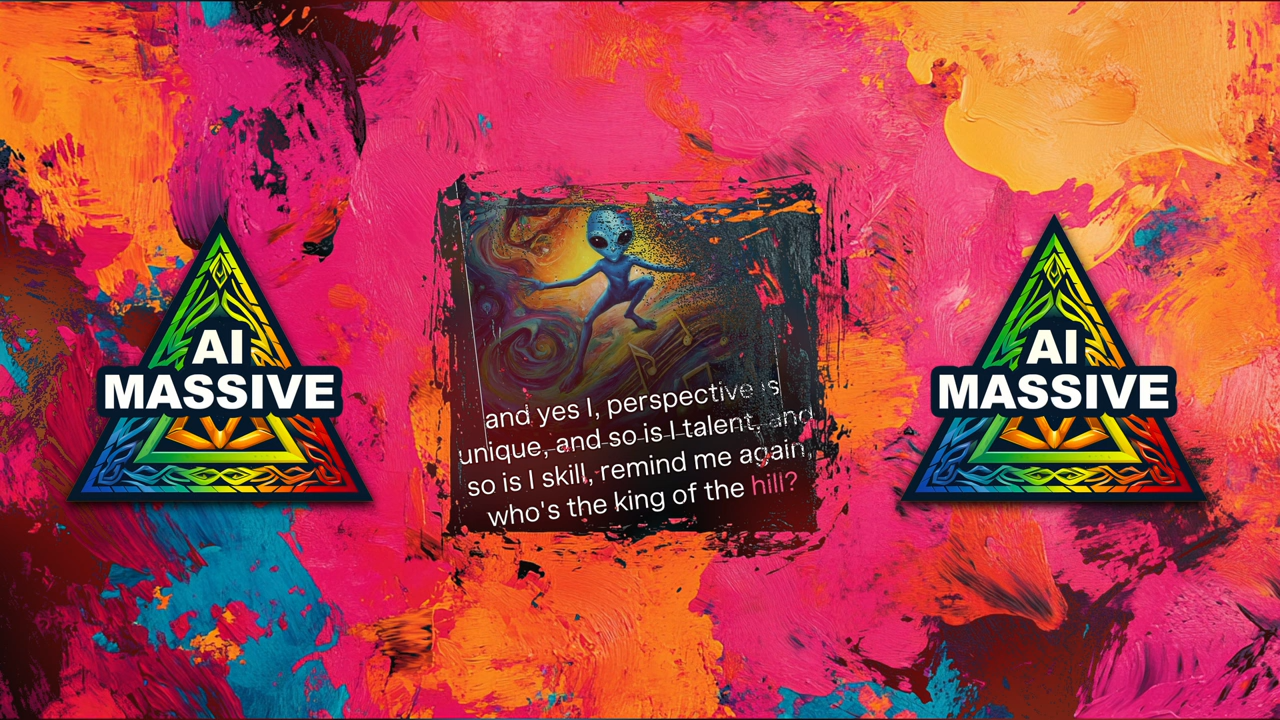 AI
MASSIVE
and yes I, perspective is
unique, and so is I talent, and
so is I skill, remind me again,
who's the king of the hill?
AI
MASSIVE